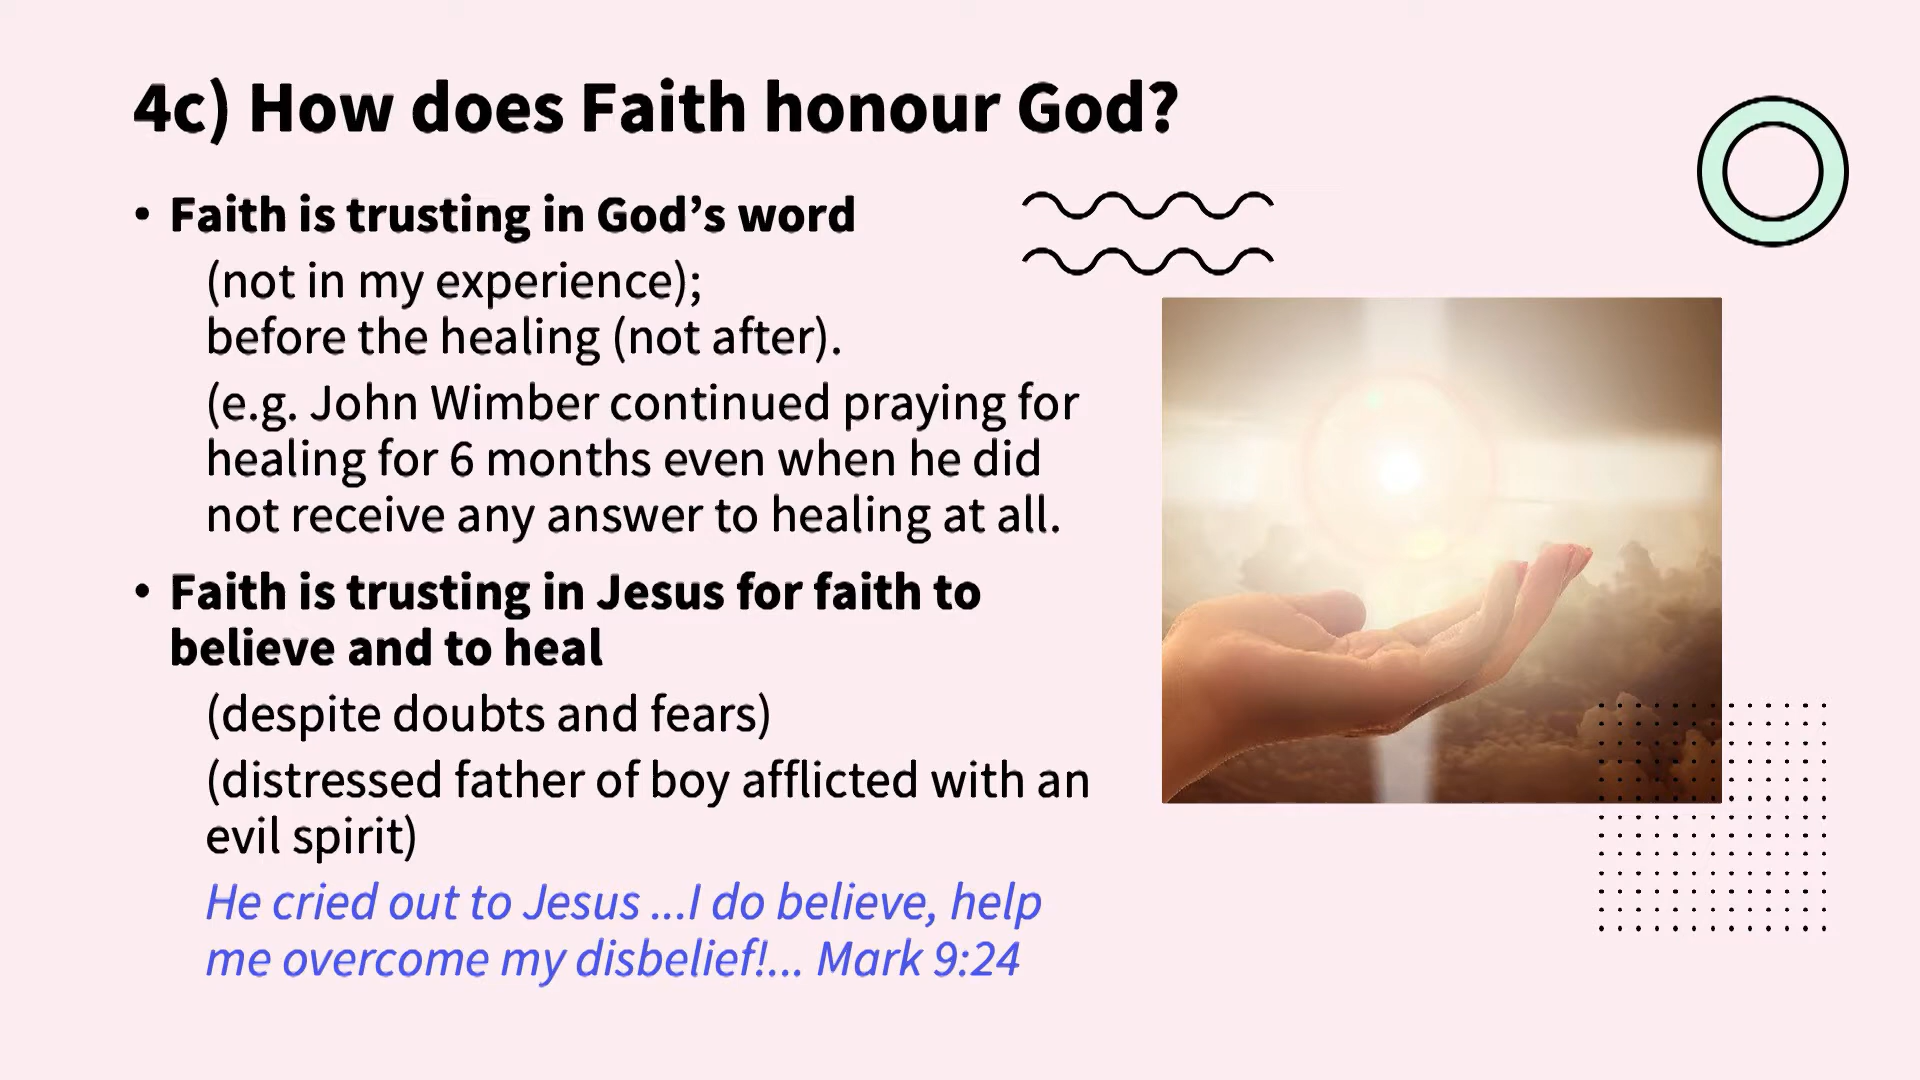 4c) How does Faith honour God?
• Faith is trusting in God’s word
(not in my experience);
before the healing (not after).
(e.g. John Wimber continued praying for
healing for 6 months even when he did
not receive any answer to healing at all.
• Faith is trusting in Jesus for faith to
believe and to heal
(despite doubts and fears)
(distressed father of boy afflicted with an
evil spirit)
He cried out to Jesus ...I do believe, help
me overcome my disbelief!... Mark 9:24